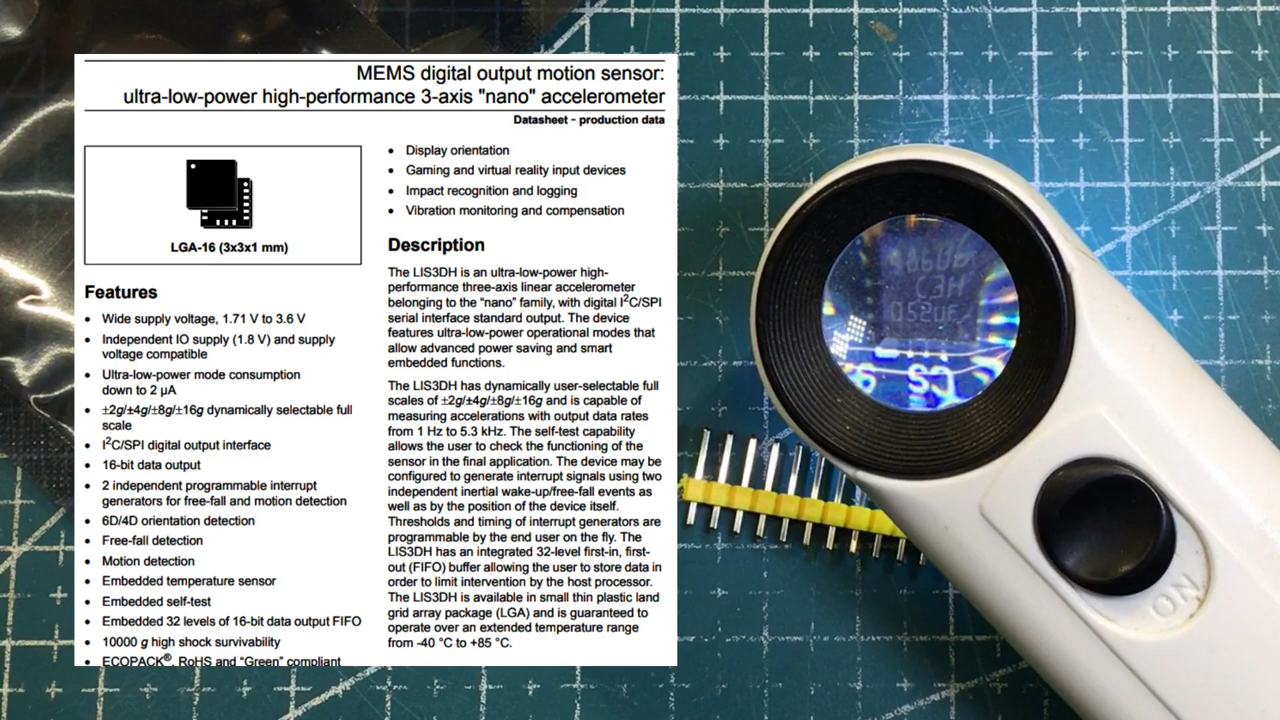 MEMS digital output motion sensor:
ultra-low-power high-performance 3-axis "nano" accelerometer
Datasheet - production data
LGA-16 (3x3x1 mm)
Features
• Wide supply voltage, 1.71 V to 3.6 V
• Independent IO supply (1.8 V) and supply
voltage compatible
• Ultra-low-power mode consumption
down to 2 µA
• ±2g/±4g/±8g/±16g dynamically selectable full
scale
• I²C/SPI digital output interface
• 16-bit data output
• 2 independent programmable interrupt
generators for free-fall and motion detection
• 6D/4D orientation detection
• Free-fall detection
• Motion detection
• Embedded temperature sensor
• Embedded self-test
• Embedded 32 levels of 16-bit data output FIFO
• 10000 g high shock survivability
• ECOPACK®, RoHS and “Green” compliant
• Display orientation
• Gaming and virtual reality input devices
• Impact recognition and logging
• Vibration monitoring and compensation
Description
The LIS3DH is an ultra-low-power high-
performance three-axis linear accelerometer
belonging to the “nano” family, with digital I²C/SPI
serial interface standard output. The device
features ultra-low-power operational modes that
allow advanced power saving and smart
embedded functions.
The LIS3DH has dynamically user-selectable full
scales of ±2g/±4g/±8g/±16g and is capable of
measuring accelerations with output data rates
from 1 Hz to 5.3 kHz. The self-test capability
allows the user to check the functioning of the
sensor in the final application. The device may be
configured to generate interrupt signals using two
independent inertial wake-up/free-fall events as
well as by the position of the device itself.
Thresholds and timing of interrupt generators are
programmable by the end user on the fly. The
LIS3DH has an integrated 32-level first-in, first-
out (FIFO) buffer allowing the user to store data in
order to limit intervention by the host processor.
The LIS3DH is available in small thin plastic land
grid array package (LGA) and is guaranteed to
operate over an extended temperature range
from -40 °C to +85 °C.
C3H
CS
ON